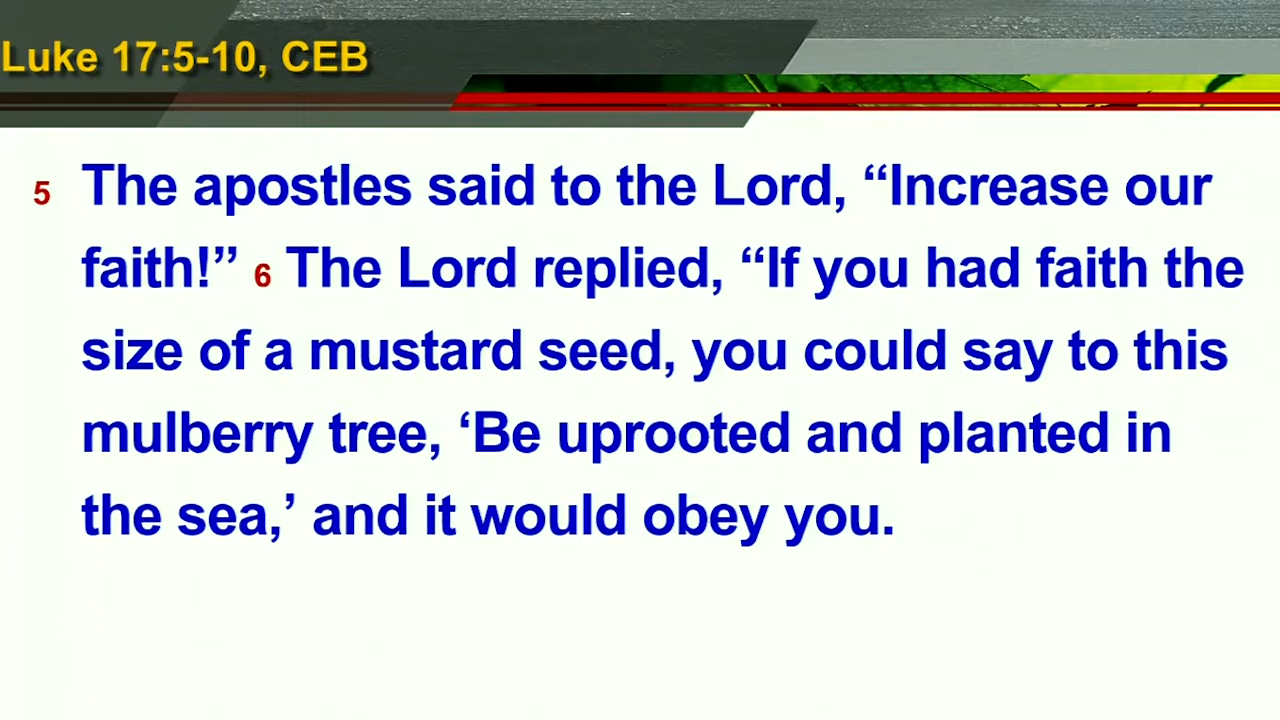 Luke 17:5-10, CEB
5 The apostles said to the Lord, “Increase our
faith!” 6 The Lord replied, “If you had faith the
size of a mustard seed, you could say to this
mulberry tree, ‘Be uprooted and planted in
the sea,’ and it would obey you.